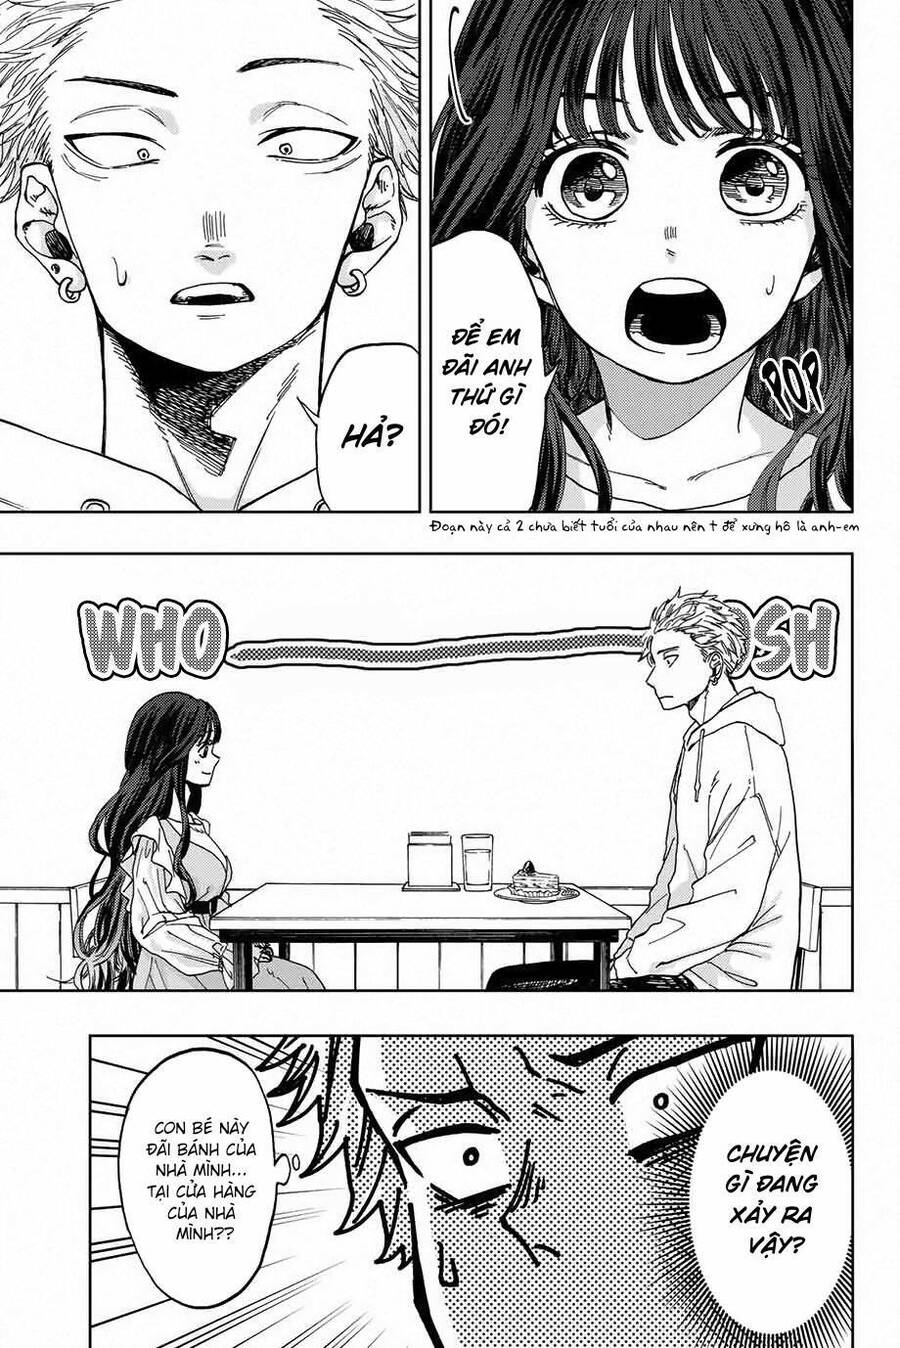 ĐỂ EM
ĐÃI ANH
THỨ GÌ
ĐÓ!
POP
HẢ?
Đoạn này cả 2 chưa biết tuổi của nhau nên t để xưng hô là anh-em
WHO
OSH
CHUYỆN
GÌ ĐANG
XẢY RA
VẬY?
CON BÉ NÀY
ĐÃI BÁNH CỦA
NHÀ MÌNH...
TẠI CỬA HÀNG
CỦA NHÀ
MÌNH??